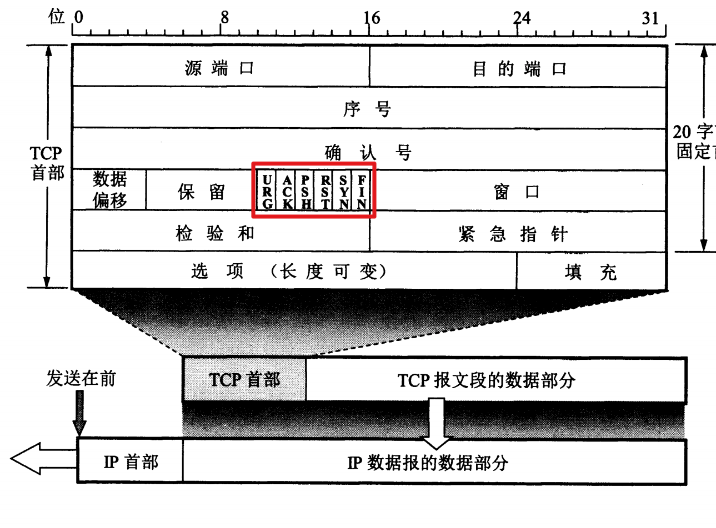 位 0 8 16 24 31
源 端 口 目 的 端 口
序 号
TCP 首部
确 认 号
20 字
固定
数据 偏移 保 留 URG ACK PSH RST SYN FIN 窗 口
检 验 和 紧 急 指 针
选 项 (长 度 可 变) 填 充
发送在前
TCP 首部 TCP 报文段的数据部分
IP 首部 IP 数据报的数据部分